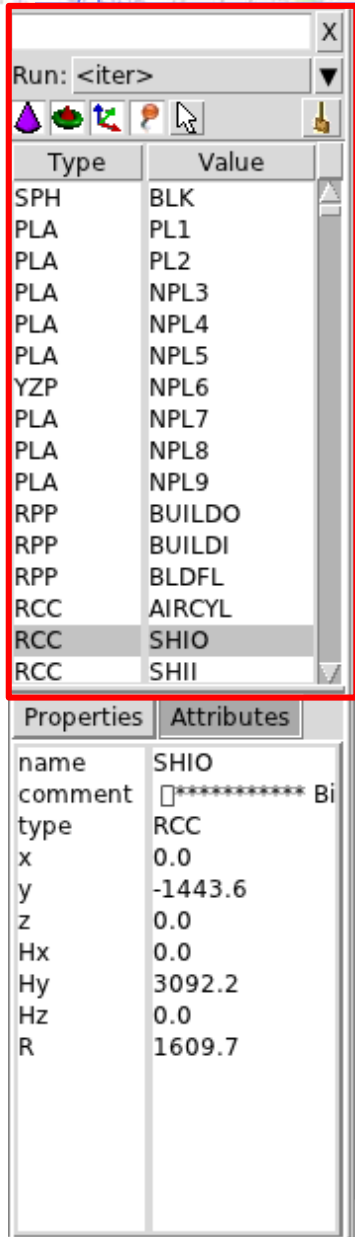 X
Run: <iter>
Type Value
SPH BLK
PLA PL1
PLA PL2
PLA NPL3
PLA NPL4
PLA NPL5
YZP NPL6
PLA NPL7
PLA NPL8
PLA NPL9
RPP BUILDO
RPP BUILDI
RPP BLDFL
RCC AIRCYL
RCC SHIO
RCC SHII
Properties Attributes
name SHIO
comment ▯*********** Bi
type RCC
x 0.0
y -1443.6
z 0.0
Hx 0.0
Hy 3092.2
Hz 0.0
R 1609.7